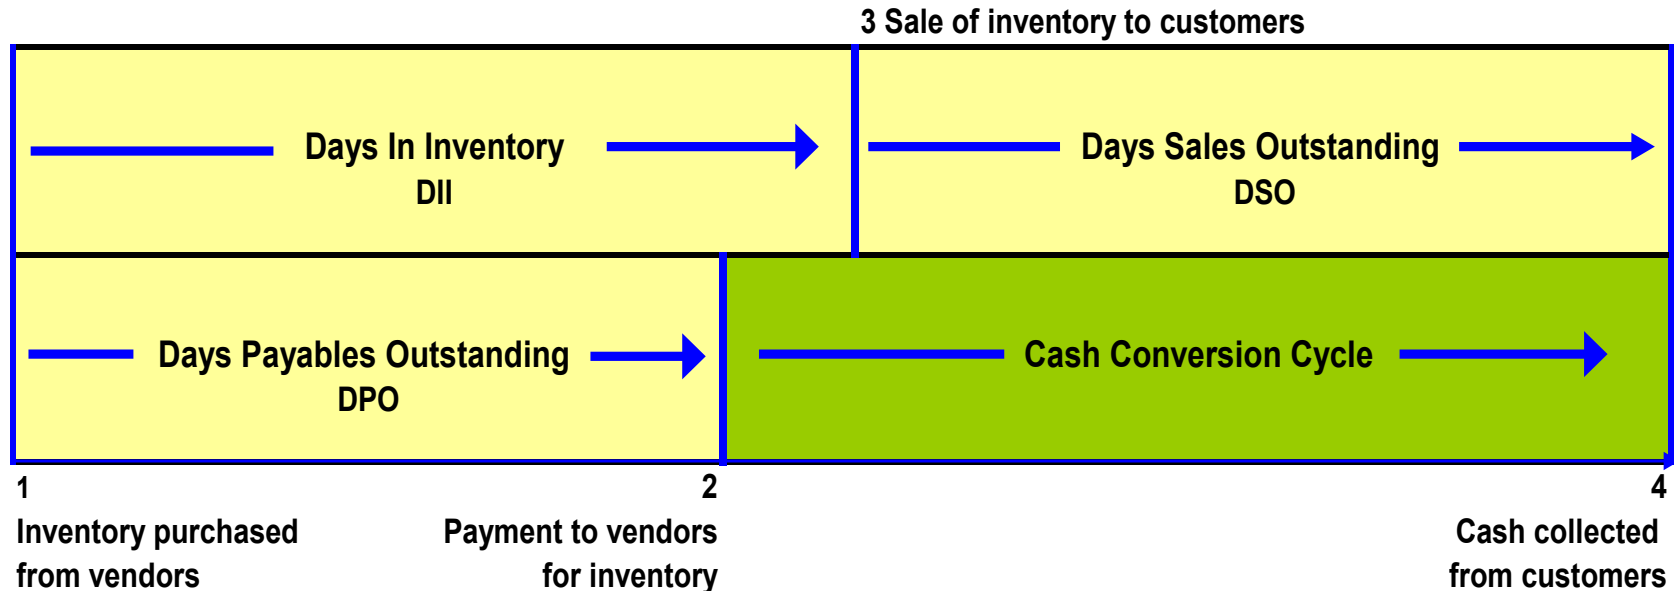 3 Sale of inventory to customers
Days In Inventory
DII
Days Sales Outstanding
DSO
Days Payables Outstanding
DPO
Cash Conversion Cycle
1
Inventory purchased
from vendors
2
Payment to vendors
for inventory
4
Cash collected
from customers